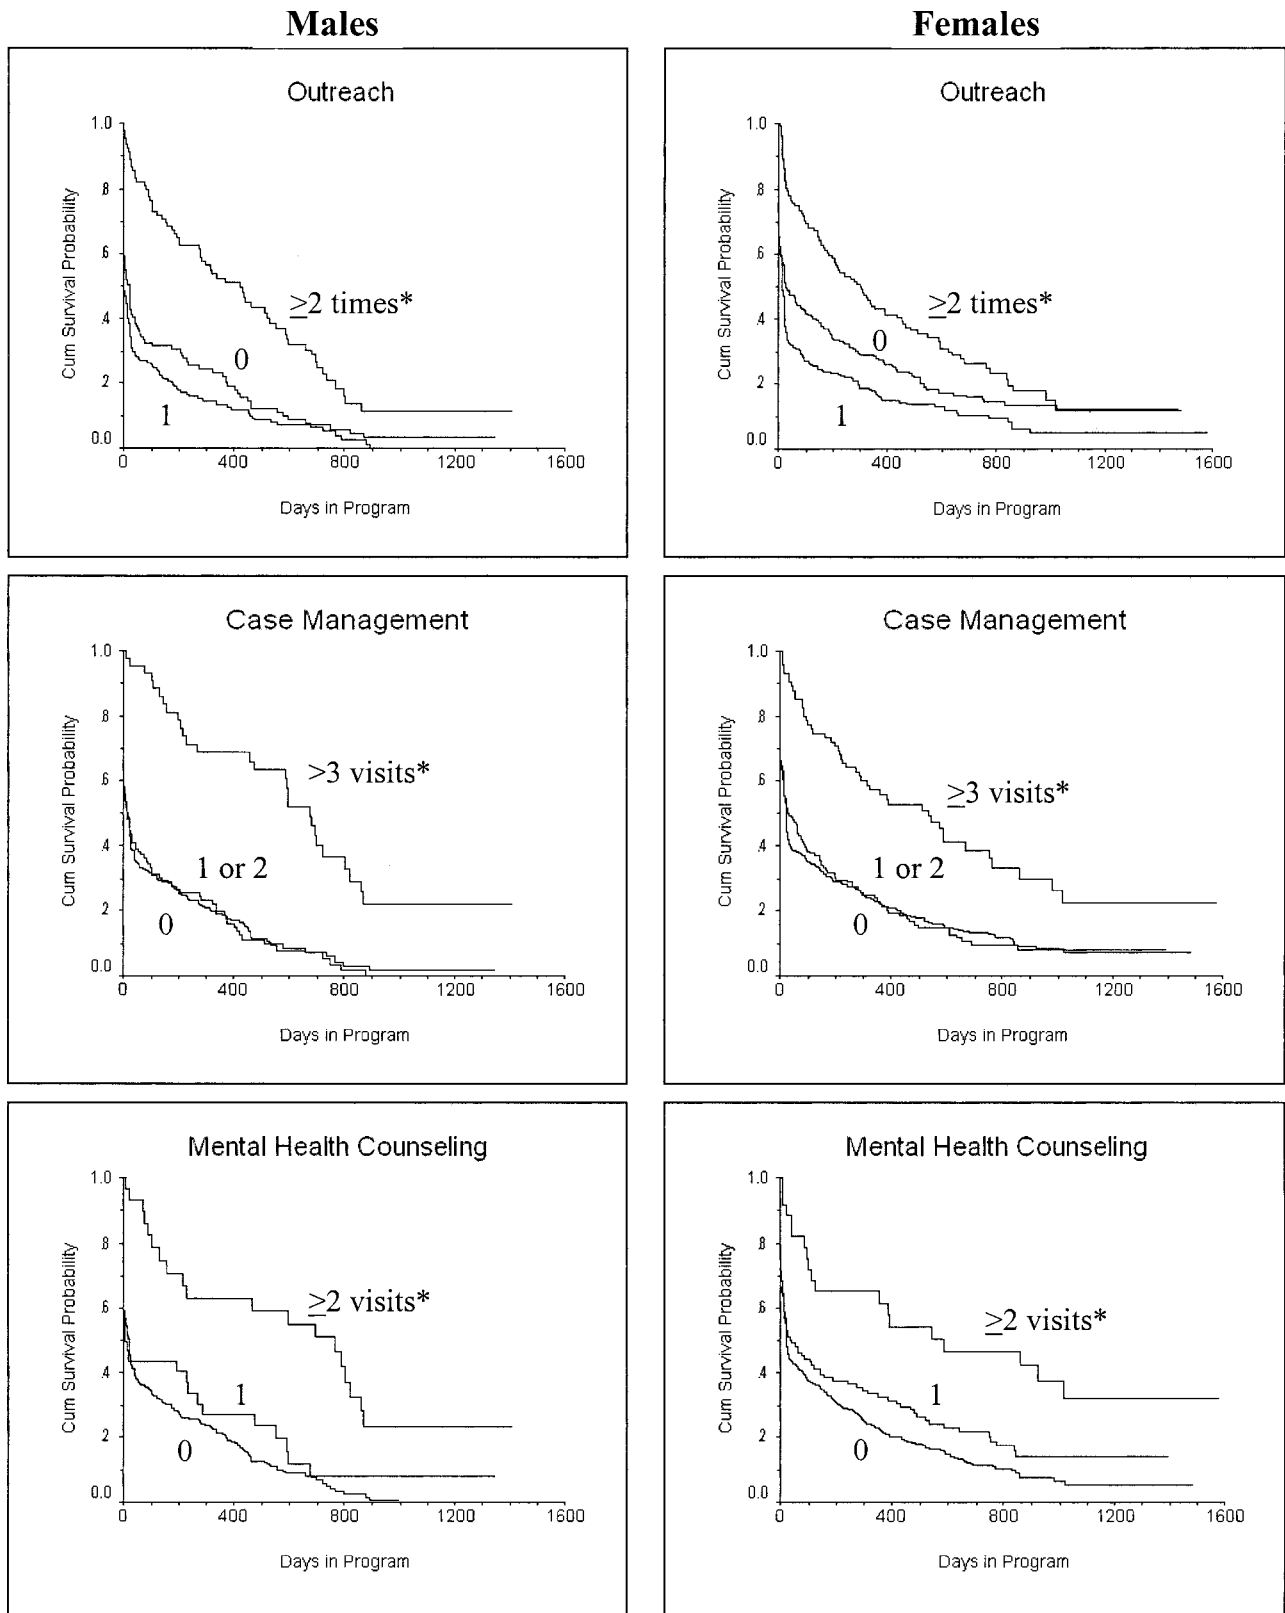 Males
Females
Outreach
Cum Survival Probability
1.0
.8
.6
.4
.2
0.0
≥2 times*
0
1
0 400 800 1200 1600
Days in Program
Outreach
Cum Survival Probability
1.0
.8
.6
.4
.2
0.0
≥2 times*
0
1
0 400 800 1200 1600
Days in Program
Case Management
Cum Survival Probability
1.0
.8
.6
.4
.2
0.0
>3 visits*
1 or 2
0
0 400 800 1200 1600
Days in Program
Case Management
Cum Survival Probability
1.0
.8
.6
.4
.2
0.0
≥3 visits*
1 or 2
0
0 400 800 1200 1600
Days in Program
Mental Health Counseling
Cum Survival Probability
1.0
.8
.6
.4
.2
0.0
≥2 visits*
1
0
0 400 800 1200 1600
Days in Program
Mental Health Counseling
Cum Survival Probability
1.0
.8
.6
.4
.2
0.0
≥2 visits*
1
0
0 400 800 1200 1600
Days in Program